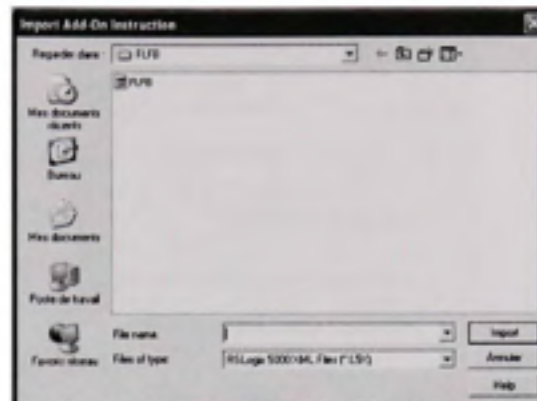 Import Add-On Instruction
Regarder dans :
FLFB
FLFB
Mes documents
récents
Bureau
Mes documents
Poste de travail
Favoris réseau
File name:
Import
Files of type:
RSLogix 5000 XML Files (*.L5X)
Annuler
Help